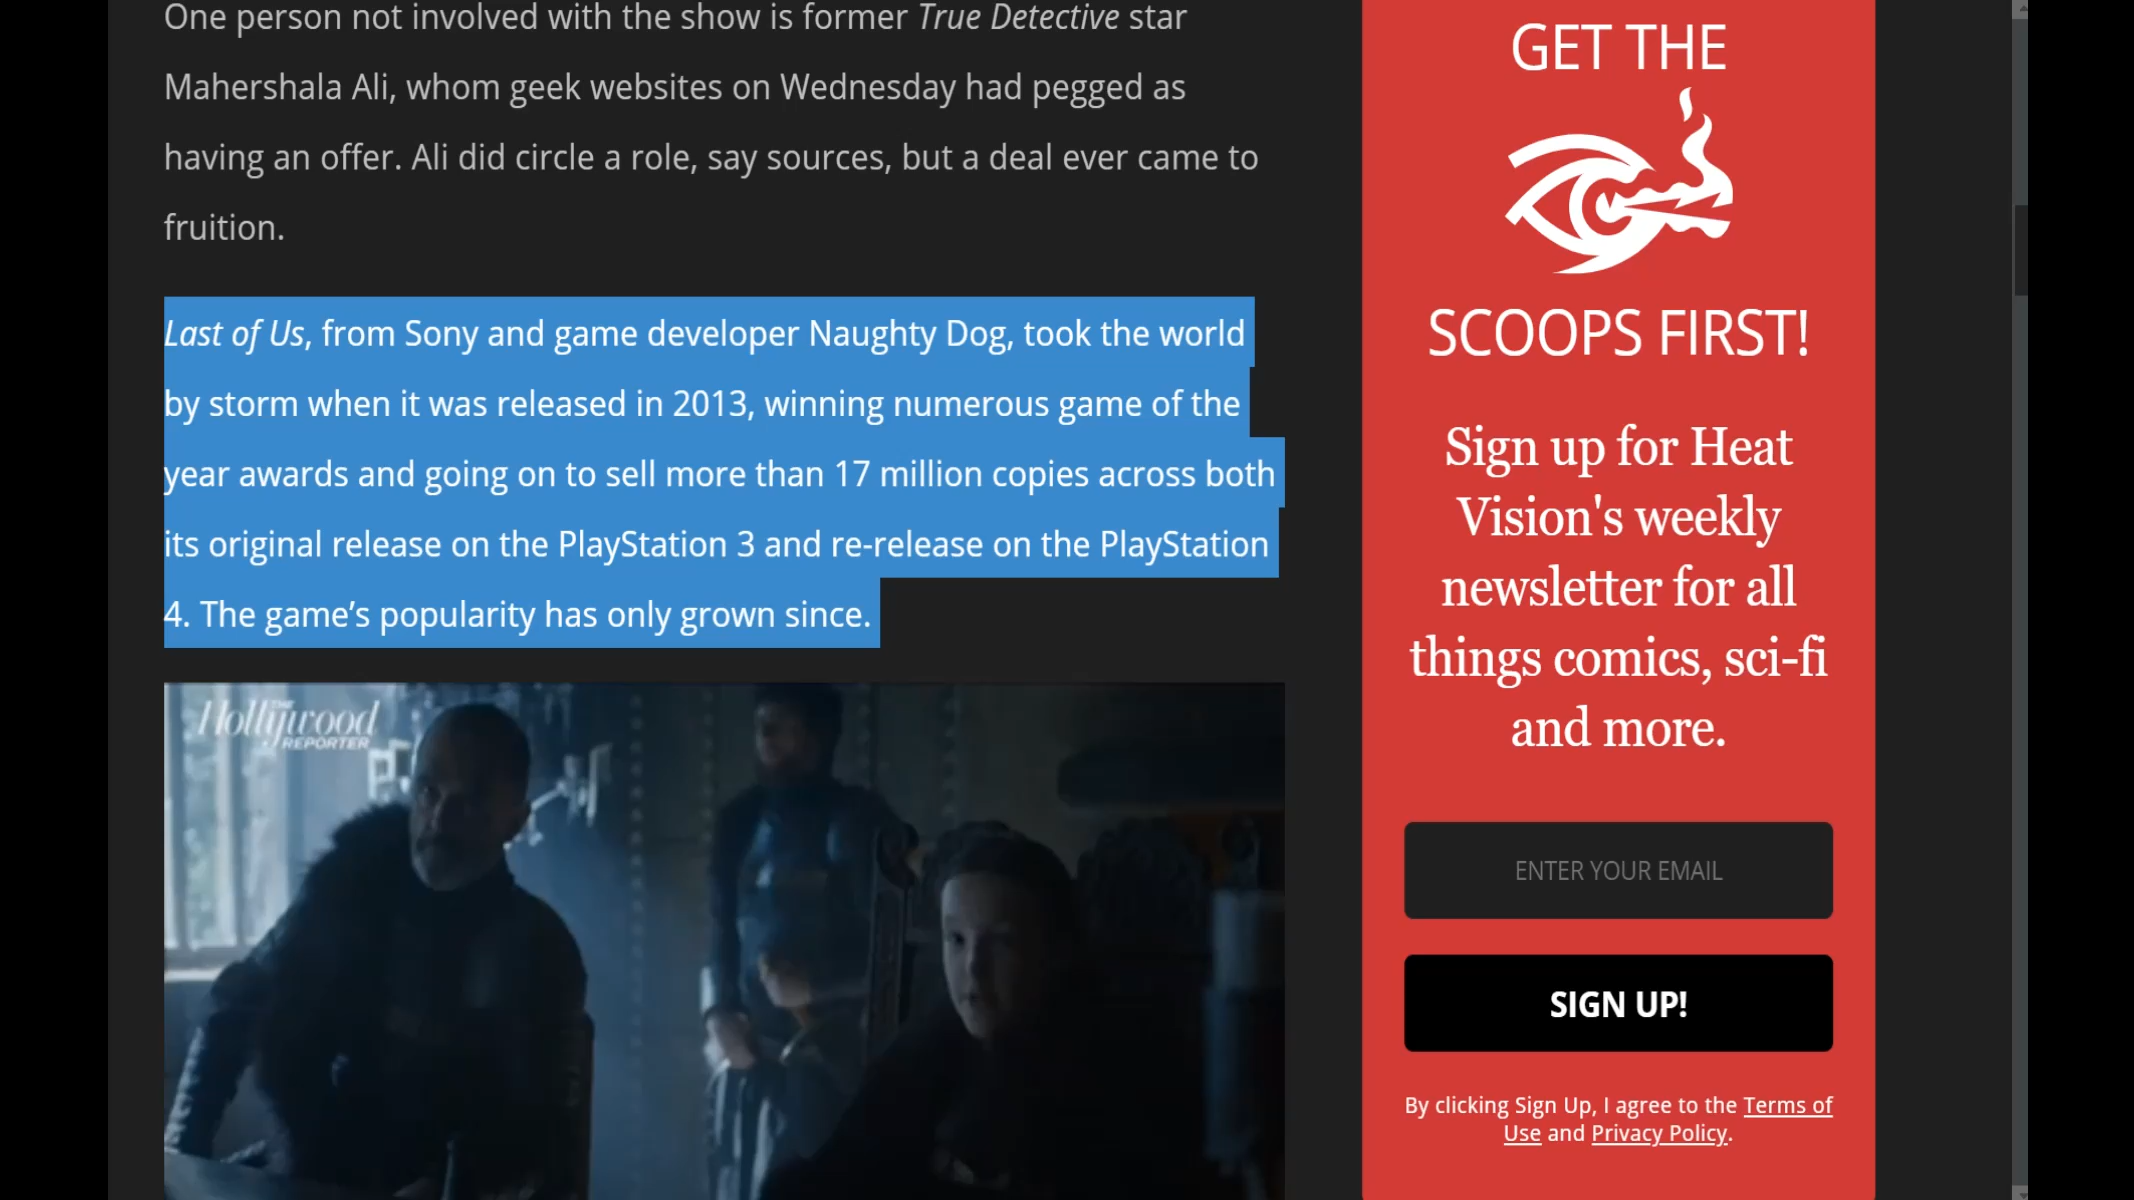 One person not involved with the show is former True Detective star
Mahershala Ali, whom geek websites on Wednesday had pegged as
having an offer. Ali did circle a role, say sources, but a deal ever came to
fruition.
Last of Us, from Sony and game developer Naughty Dog, took the world
by storm when it was released in 2013, winning numerous game of the
year awards and going on to sell more than 17 million copies across both
its original release on the PlayStation 3 and re-release on the PlayStation
4. The game’s popularity has only grown since.
THE
Hollywood
REPORTER
GET THE
SCOOPS FIRST!
Sign up for Heat
Vision's weekly
newsletter for all
things comics, sci-fi
and more.
ENTER YOUR EMAIL
SIGN UP!
By clicking Sign Up, I agree to the Terms of
Use and Privacy Policy.